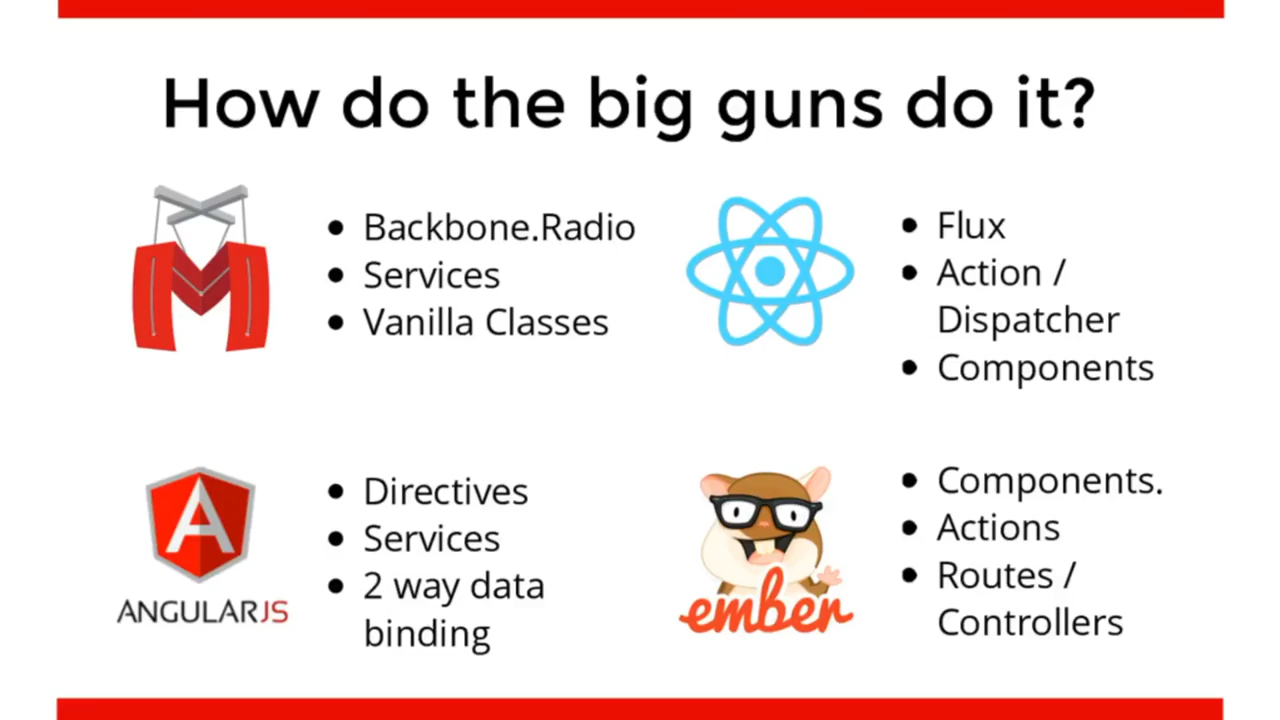 How do the big guns do it?
Backbone.Radio
Services
Vanilla Classes
Flux
Action /
Dispatcher
Components
Directives
Services
2 way data
binding
ANGULARJS
Components.
Actions
Routes /
Controllers
ember